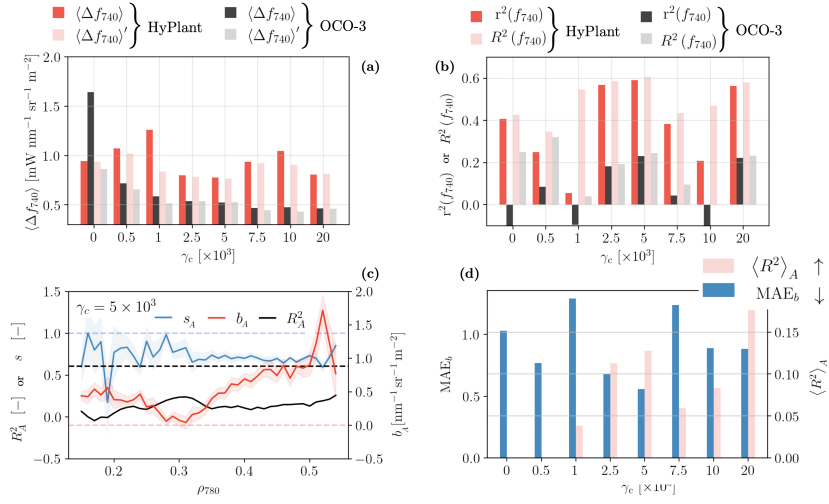 ⟨Δf740⟩ ⟨Δf740⟩ HyPlant
⟨Δf740⟩′ ⟨Δf740⟩′ OCO-3
(a)
⟨Δf740⟩ [mW nm−1 sr−1 m−2]
2.0
1.5
1.0
0.5
0 0.5 1 2.5 5 7.5 10 20
γc [×10³]
r²(f740) r²(f740) HyPlant
R²(f740) R²(f740) OCO-3
(b)
r²(f740) or R²(f740)
0.6
0.4
0.2
0.0
0 0.5 1 2.5 5 7.5 10 20
γc [×10³]
(c)
γc = 5 × 10³
sA bA R²A
R²A [−] or s [−]
1.5
1.0
0.5
0.0
−0.5
0.2 0.3 0.4 0.5
ρ780
2.0
1.5
1.0
0.5
0.0
−0.5
bA [nm−1 sr−1 m−2]
(d)
⟨R²⟩A ↑
MAEb ↓
MAEb
1.0
0.5
0.0
0 0.5 1 2.5 5 7.5 10 20
γc [×10³]
0.15
0.10
0.05
0.00
⟨R²⟩A